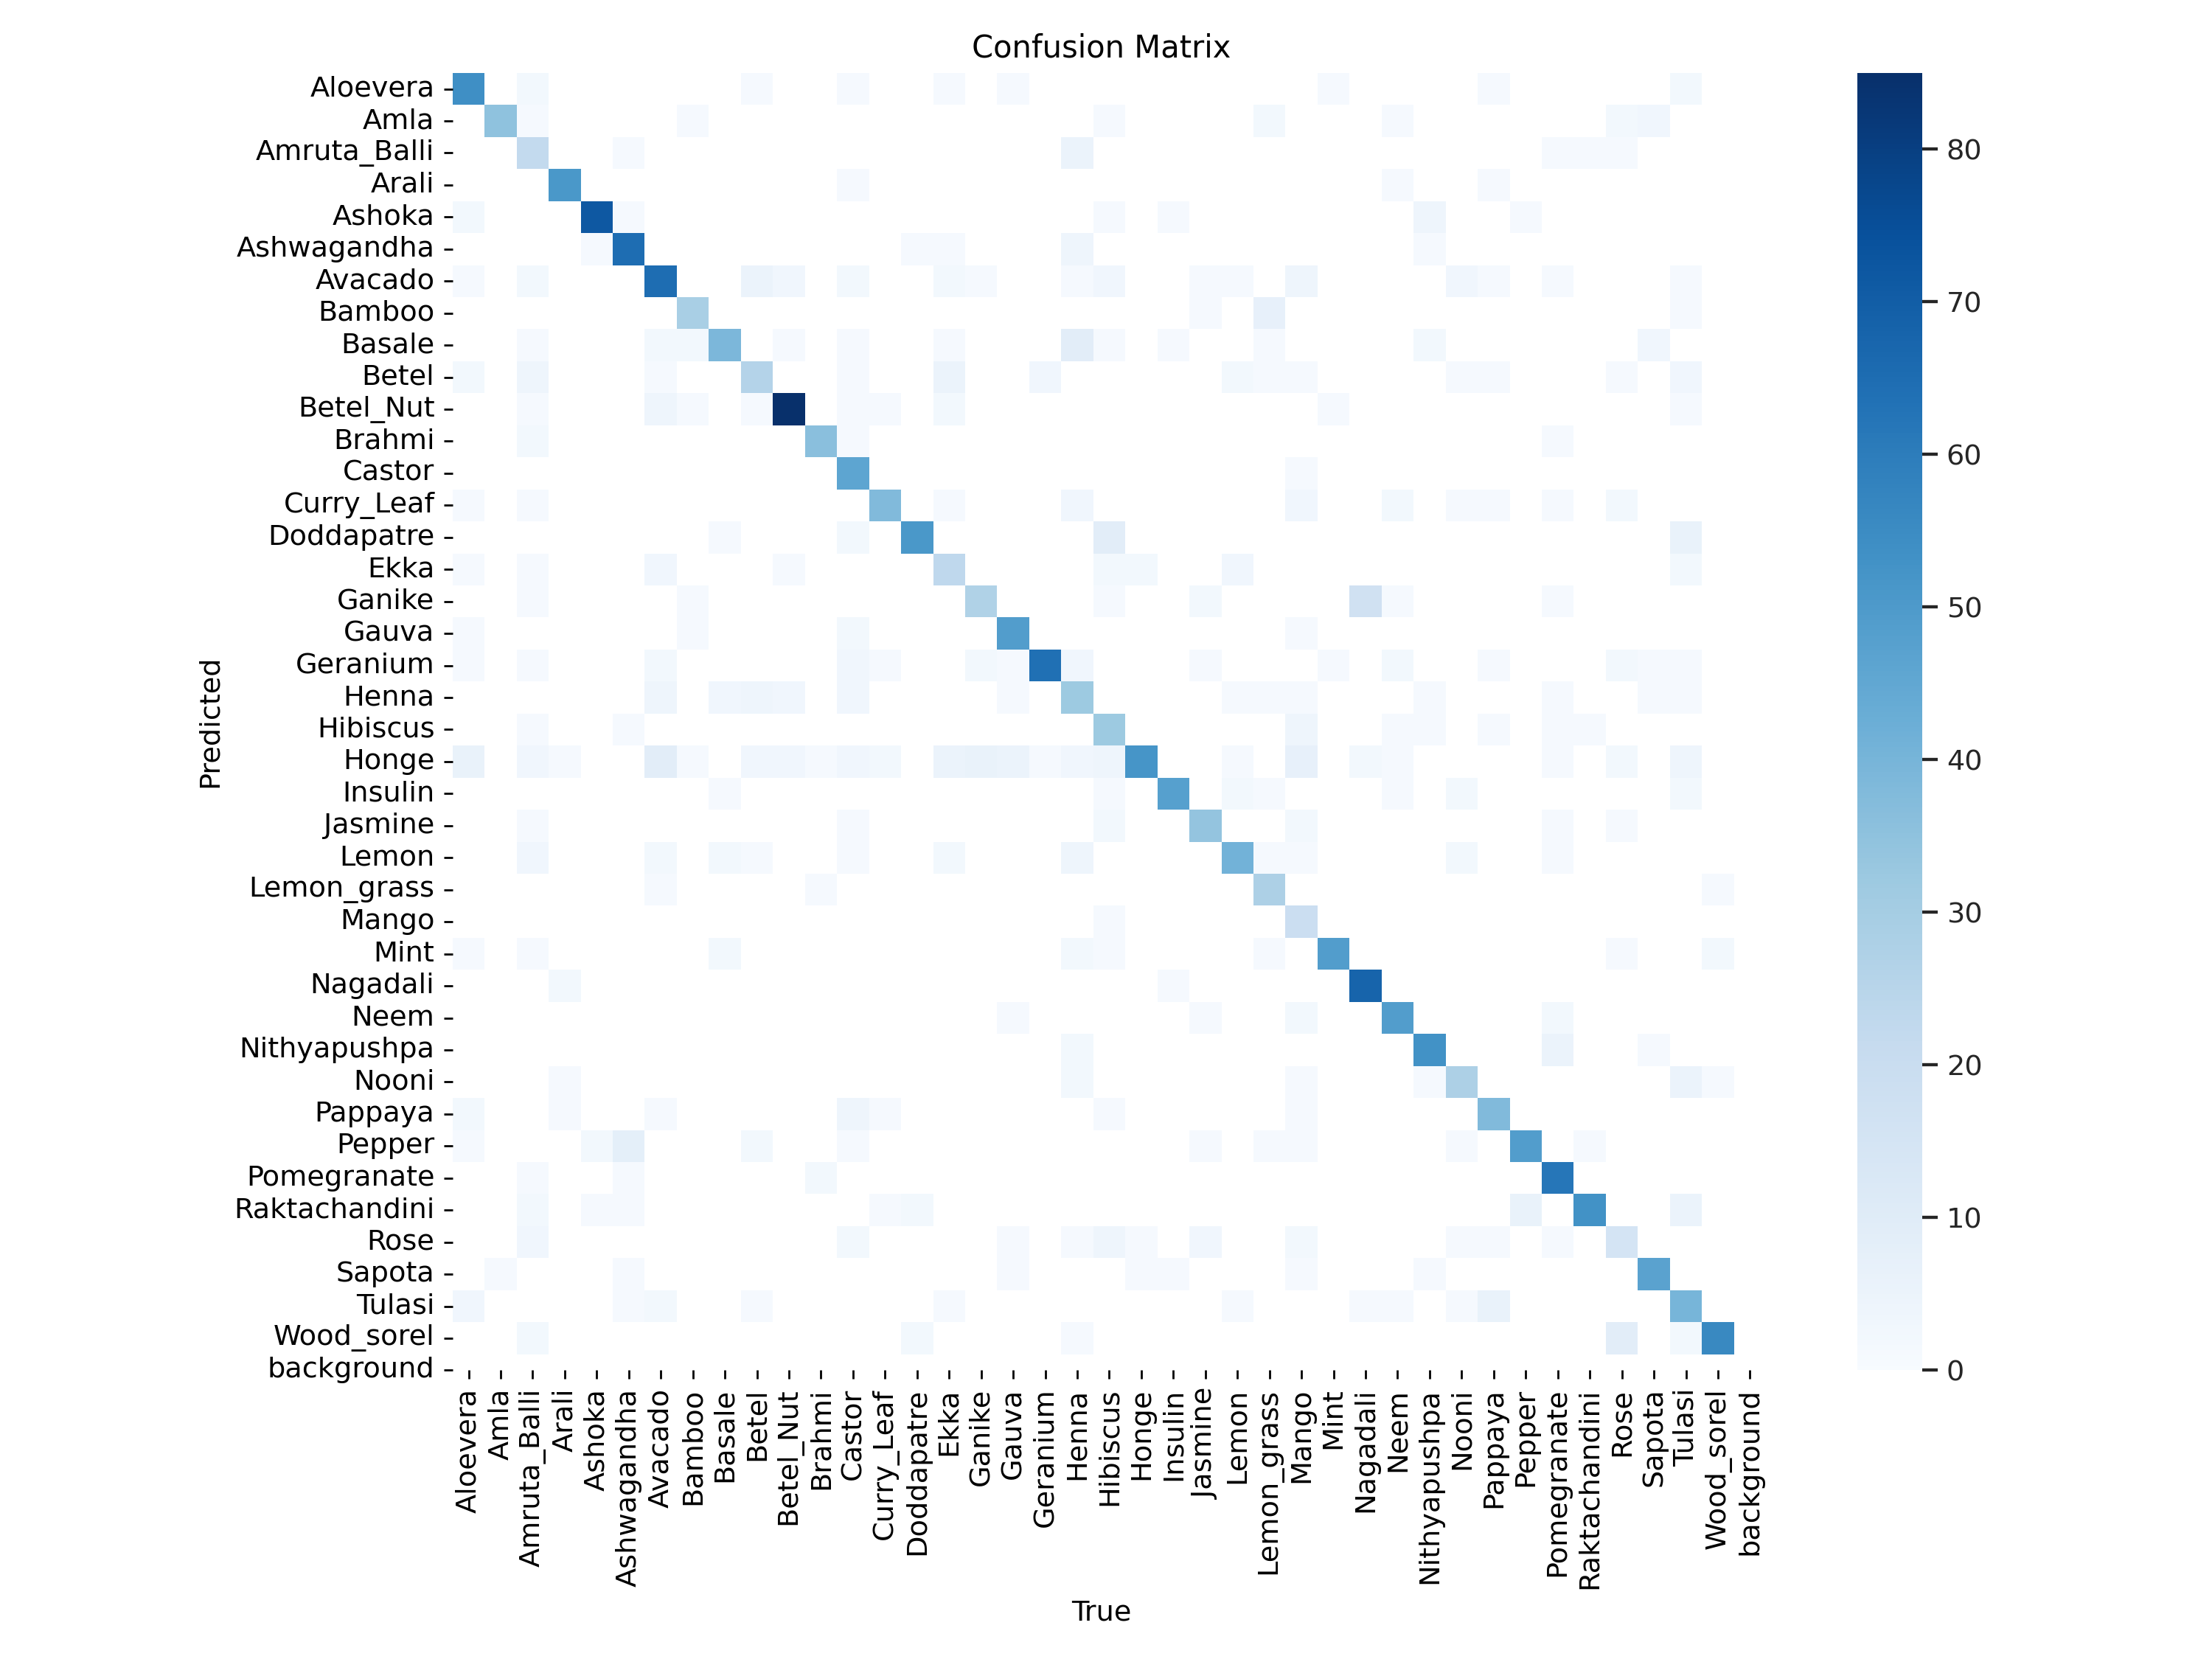 Confusion Matrix
Predicted
Aloevera
Amla
Amruta_Balli
Arali
Ashoka
Ashwagandha
Avacado
Bamboo
Basale
Betel
Betel_Nut
Brahmi
Castor
Curry_Leaf
Doddapatre
Ekka
Ganike
Gauva
Geranium
Henna
Hibiscus
Honge
Insulin
Jasmine
Lemon
Lemon_grass
Mango
Mint
Nagadali
Neem
Nithyapushpa
Nooni
Pappaya
Pepper
Pomegranate
Raktachandini
Rose
Sapota
Tulasi
Wood_sorel
background
Aloevera
Amla
Amruta_Balli
Arali
Ashoka
Ashwagandha
Avacado
Bamboo
Basale
Betel
Betel_Nut
Brahmi
Castor
Curry_Leaf
Doddapatre
Ekka
Ganike
Gauva
Geranium
Henna
Hibiscus
Honge
Insulin
Jasmine
Lemon
Lemon_grass
Mango
Mint
Nagadali
Neem
Nithyapushpa
Nooni
Pappaya
Pepper
Pomegranate
Raktachandini
Rose
Sapota
Tulasi
Wood_sorel
background
True
80
70
60
50
40
30
20
10
0